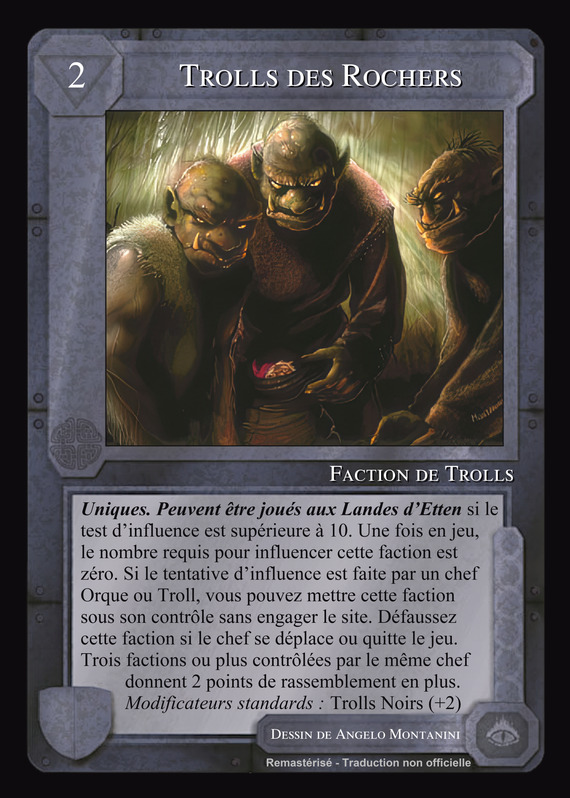 2
Trolls des Rochers
Montanini
Faction de Trolls
Uniques. Peuvent être joués aux Landes d'Etten si le
test d'influence est supérieure à 10. Une fois en jeu,
le nombre requis pour influencer cette faction est
zéro. Si le tentative d'influence est faite par un chef
Orque ou Troll, vous pouvez mettre cette faction
sous son contrôle sans engager le site. Défaussez
cette faction si le chef se déplace ou quitte le jeu.
Trois factions ou plus contrôlées par le même chef
donnent 2 points de rassemblement en plus.
Modificateurs standards : Trolls Noirs (+2)
Dessin de Angelo Montanini
Remastérisé - Traduction non officielle